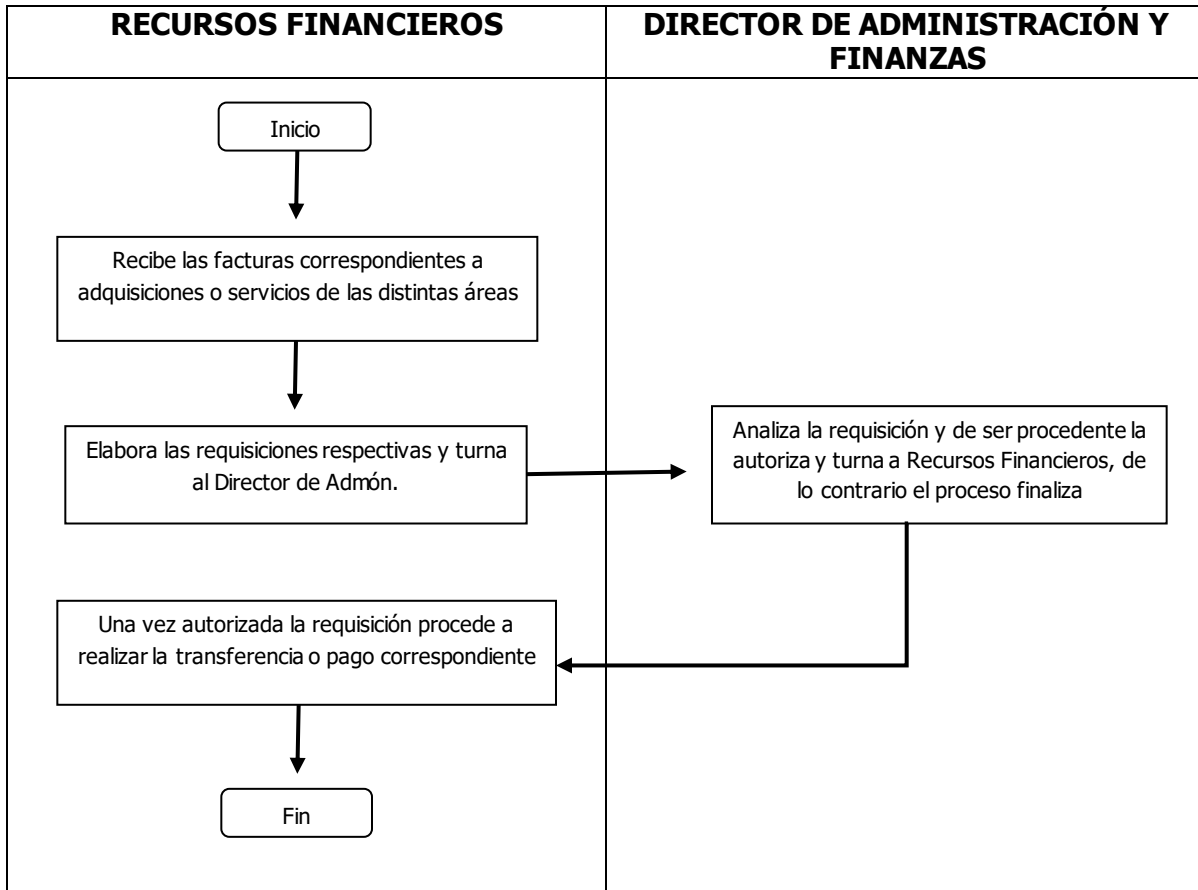 RECURSOS FINANCIEROS
DIRECTOR DE ADMINISTRACIÓN Y
FINANZAS
Inicio
Recibe las facturas correspondientes a
adquisiciones o servicios de las distintas áreas
Elabora las requisiciones respectivas y turna
al Director de Admón.
Analiza la requisición y de ser procedente la
autoriza y turna a Recursos Financieros, de
lo contrario el proceso finaliza
Una vez autorizada la requisición procede a
realizar la transferencia o pago correspondiente
Fin